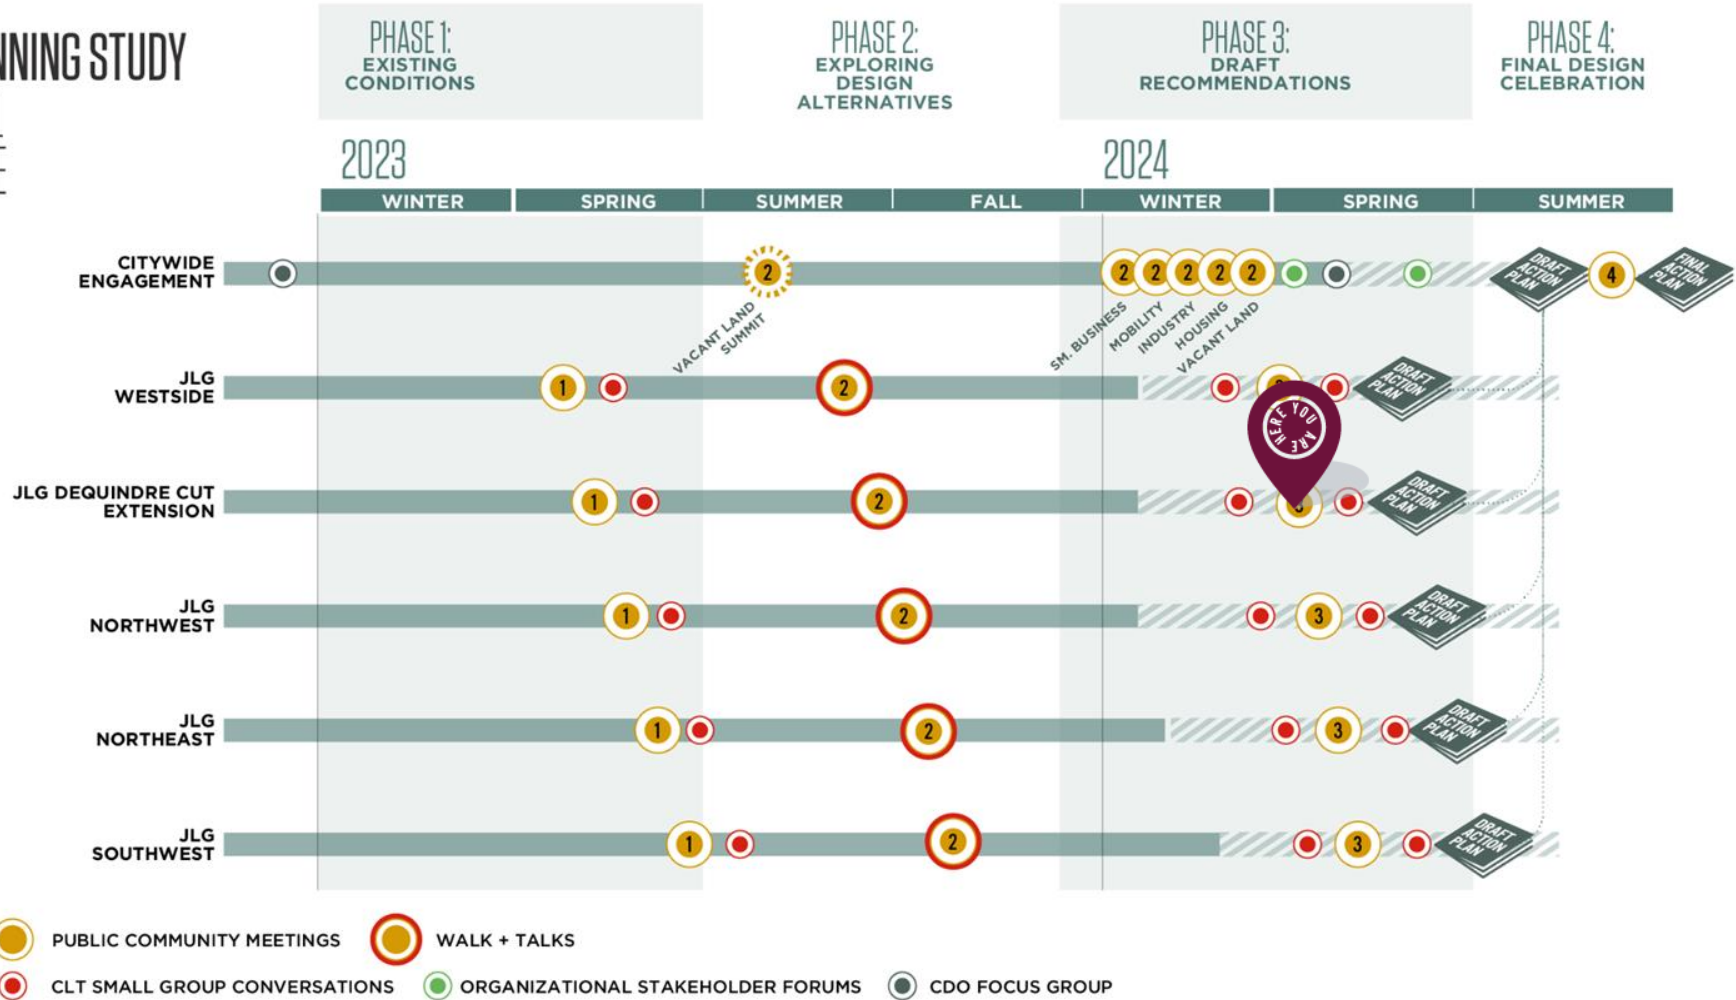 NNING STUDY
PHASE 1:
EXISTING
CONDITIONS
PHASE 2:
EXPLORING
DESIGN
ALTERNATIVES
PHASE 3:
DRAFT
RECOMMENDATIONS
PHASE 4:
FINAL DESIGN
CELEBRATION
2023
2024
WINTER
SPRING
SUMMER
FALL
WINTER
SPRING
SUMMER
CITYWIDE
ENGAGEMENT
2
VACANT LAND
SUMMIT
2
2
2
2
2
SM. BUSINESS
MOBILITY
INDUSTRY
HOUSING
VACANT LAND
DRAFT
ACTION
PLAN
4
FINAL
ACTION
PLAN
JLG
WESTSIDE
1
2
DRAFT
ACTION
PLAN
YOU
ARE
HERE
JLG DEQUINDRE CUT
EXTENSION
1
2
DRAFT
ACTION
PLAN
JLG
NORTHWEST
1
2
3
DRAFT
ACTION
PLAN
JLG
NORTHEAST
1
2
3
DRAFT
ACTION
PLAN
JLG
SOUTHWEST
1
2
3
DRAFT
ACTION
PLAN
PUBLIC COMMUNITY MEETINGS
WALK + TALKS
CLT SMALL GROUP CONVERSATIONS
ORGANIZATIONAL STAKEHOLDER FORUMS
CDO FOCUS GROUP